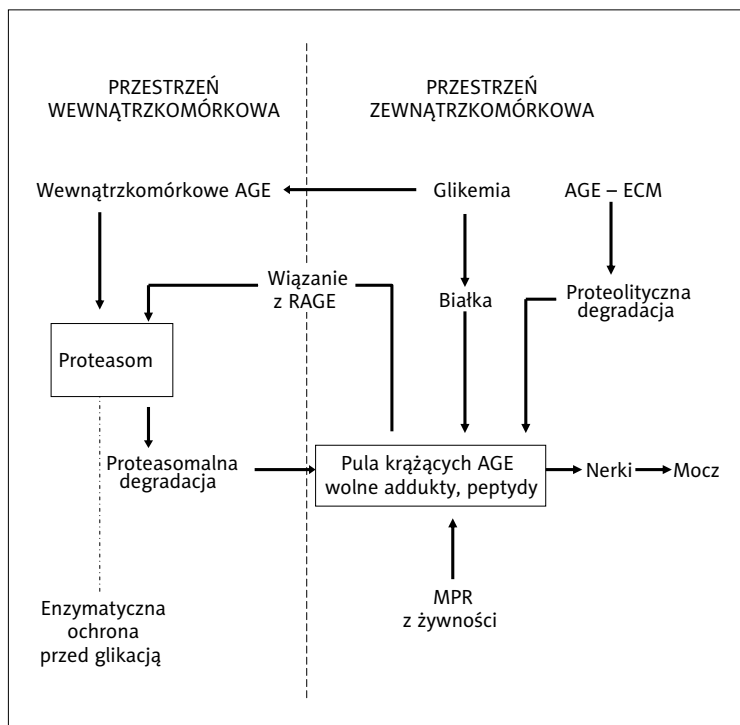 PRZESTRZEŃ
WEWNĄTRZKOMÓRKOWA
PRZESTRZEŃ
ZEWNĄTRZKOMÓRKOWA
Wewnątrzkomórkowe AGE
Glikemia
AGE – ECM
Wiązanie
z RAGE
Białka
Proteolityczna
degradacja
Proteasom
Proteasomalna
degradacja
Pula krążących AGE
wolne addukty, peptydy
Nerki
Mocz
Enzymatyczna
ochrona
przed glikacją
MPR
z żywności